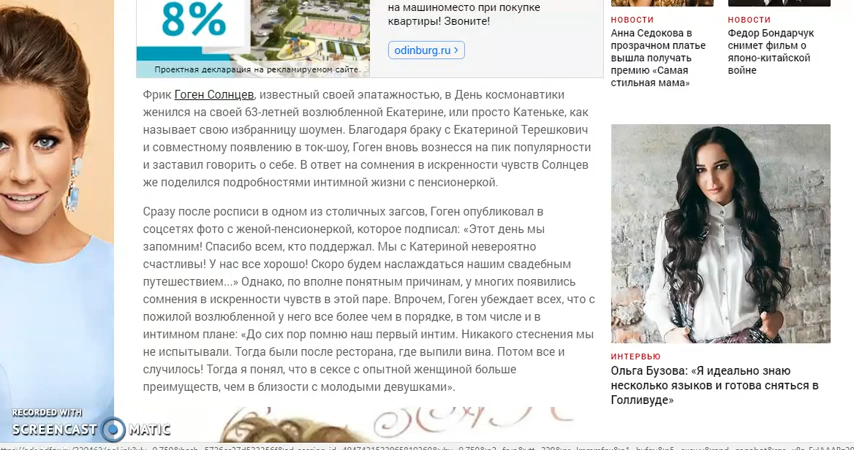 8%
на машиноместо при покупке
квартиры! Звоните!
odinburg.ru ›
Проектная декларация на рекламируемом сайте.
Фрик Гоген Солнцев, известный своей эпатажностью, в День космонавтики
женился на своей 63-летней возлюбленной Екатерине, или просто Катеньке, как
называет свою избранницу шоумен. Благодаря браку с Екатериной Терешкович
и совместному появлению в ток-шоу, Гоген вновь вознесся на пик популярности
и заставил говорить о себе. В ответ на сомнения в искренности чувств Солнцев
же поделился подробностями интимной жизни с пенсионеркой.
Сразу после росписи в одном из столичных загсов, Гоген опубликовал в
соцсетях фото с женой-пенсионеркой, которое подписал: «Этот день мы
запомним! Спасибо всем, кто поддержал. Мы с Катериной невероятно
счастливы! У нас все хорошо! Скоро будем наслаждаться нашим свадебным
путешествием...» Однако, по вполне понятным причинам, у многих появились
сомнения в искренности чувств в этой паре. Впрочем, Гоген убеждает всех, что с
пожилой возлюбленной у него все более чем в порядке, в том числе и в
интимном плане: «До сих пор помню наш первый интим. Никакого стеснения мы
не испытывали. Тогда были после ресторана, где выпили вина. Потом все и
случилось! Тогда я понял, что в сексе с опытной женщиной больше
преимуществ, чем в близости с молодыми девушками».
НОВОСТИ
Анна Седокова в
прозрачном платье
вышла получать
премию «Самая
стильная мама»
НОВОСТИ
Федор Бондарчук
снимет фильм о
японо-китайской
войне
ИНТЕРВЬЮ
Ольга Бузова: «Я идеально знаю
несколько языков и готова сняться в
Голливуде»
RECORDED WITH
SCREENCAST MATIC